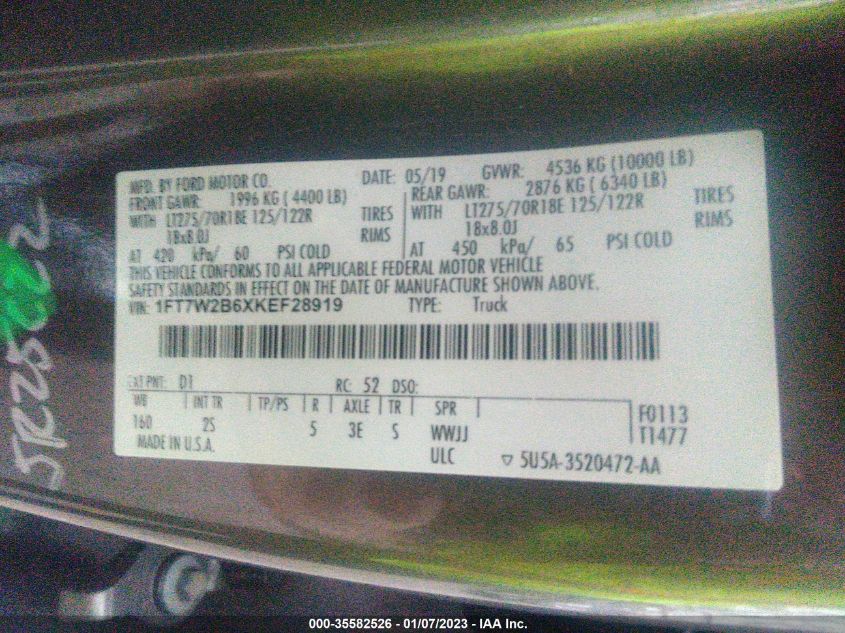 MFD. BY FORD MOTOR CO. DATE: 05/19 GVWR: 4536 KG (10000 LB)
FRONT GAWR: 1996 KG (4400 LB) REAR GAWR: 2876 KG (6340 LB)
WITH LT275/70R18E 125/122R TIRES WITH LT275/70R18E 125/122R TIRES
18x8.0J RIMS 18x8.0J RIMS
AT 420 kPa/ 60 PSI COLD AT 450 kPa/ 65 PSI COLD
THIS VEHICLE CONFORMS TO ALL APPLICABLE FEDERAL MOTOR VEHICLE
SAFETY STANDARDS IN EFFECT ON THE DATE OF MANUFACTURE SHOWN ABOVE.
VIN: 1FT7W2B6XKEF28919 TYPE: Truck
EXT PNT: D1 RC: 52 DSO:
WB INT TR TP/PS R AXLE TR SPR F0113
160 2S 5 3E S WWJJ T1477
MADE IN U.S.A. ULC ▽ 5U5A-3520472-AA
000-35582526 - 01/07/2023 - IAA Inc.